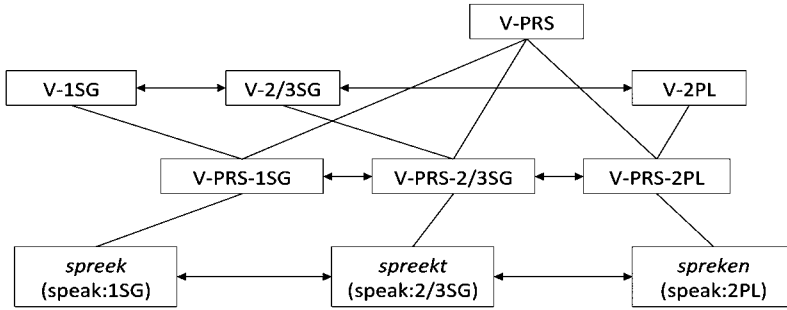 V-PRS
V-1SG
V-2/3SG
V-2PL
V-PRS-1SG
V-PRS-2/3SG
V-PRS-2PL
spreek
(speak:1SG)
spreekt
(speak:2/3SG)
spreken
(speak:2PL)